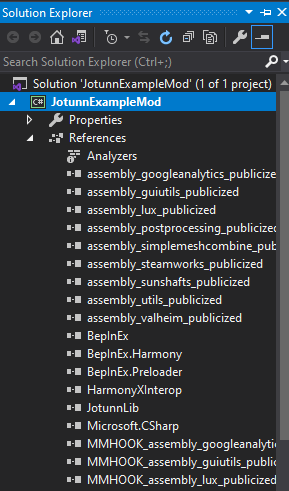 Solution Explorer
Search Solution Explorer (Ctrl+;)
Solution 'JotunnExampleMod' (1 of 1 project)
C# JotunnExampleMod
Properties
References
Analyzers
assembly_googleanalytics_publicize
assembly_guiutils_publicized
assembly_lux_publicized
assembly_postprocessing_publicized
assembly_simplemeshcombine_pub
assembly_steamworks_publicized
assembly_sunshafts_publicized
assembly_utils_publicized
assembly_valheim_publicized
BepInEx
BepInEx.Harmony
BepInEx.Preloader
HarmonyXInterop
JotunnLib
Microsoft.CSharp
MMHOOK_assembly_googleanalytic
MMHOOK_assembly_guiutils_public
MMHOOK_assembly_lux_publicized